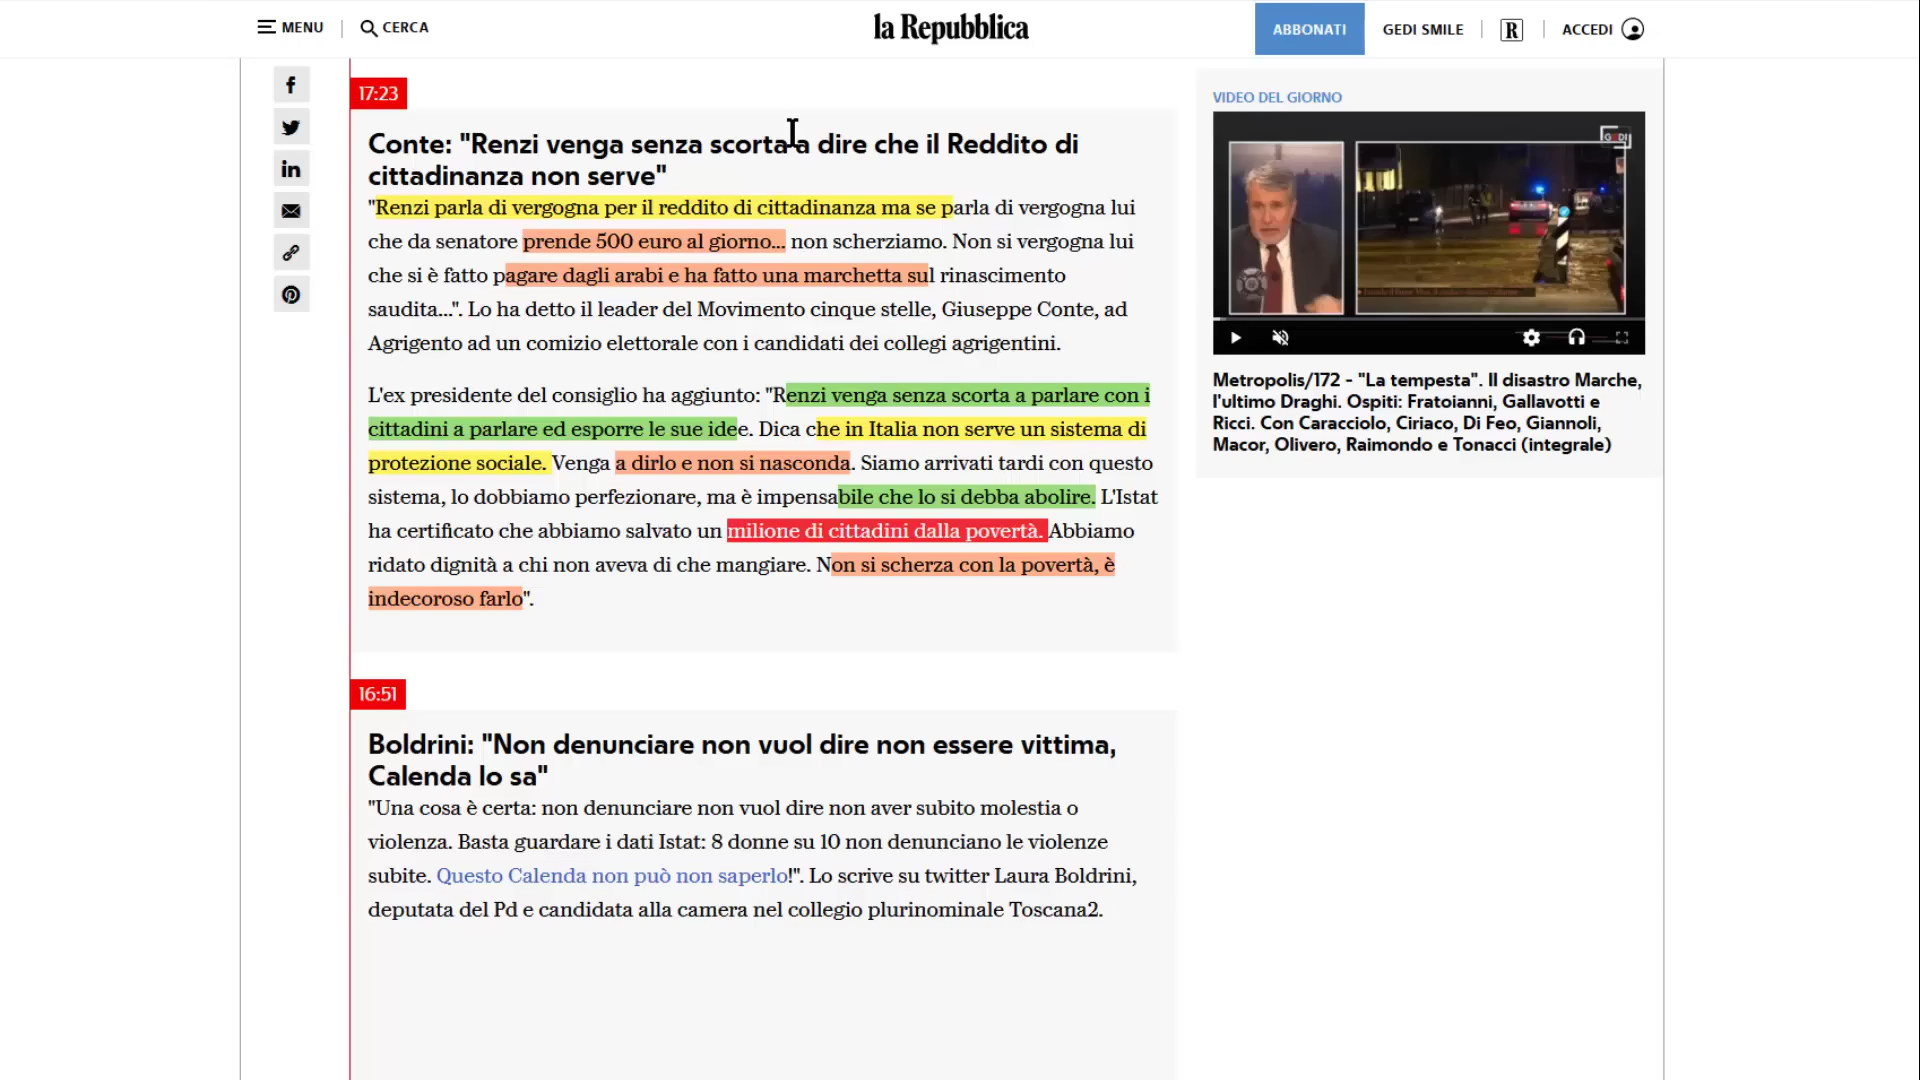 MENU
CERCA
la Repubblica
ABBONATI
GEDI SMILE
R
ACCEDI
17:23
Conte: "Renzi venga senza scorta a dire che il Reddito di
cittadinanza non serve"
"Renzi parla di vergogna per il reddito di cittadinanza ma se parla di vergogna lui
che da senatore prende 500 euro al giorno... non scherziamo. Non si vergogna lui
che si è fatto pagare dagli arabi e ha fatto una marchetta sul rinascimento
saudita...". Lo ha detto il leader del Movimento cinque stelle, Giuseppe Conte, ad
Agrigento ad un comizio elettorale con i candidati dei collegi agrigentini.
L'ex presidente del consiglio ha aggiunto: "Renzi venga senza scorta a parlare con i
cittadini a parlare ed esporre le sue idee. Dica che in Italia non serve un sistema di
protezione sociale. Venga a dirlo e non si nasconda. Siamo arrivati tardi con questo
sistema, lo dobbiamo perfezionare, ma è impensabile che lo si debba abolire. L'Istat
ha certificato che abbiamo salvato un milione di cittadini dalla povertà. Abbiamo
ridato dignità a chi non aveva di che mangiare. Non si scherza con la povertà, è
indecoroso farlo".
16:51
Boldrini: "Non denunciare non vuol dire non essere vittima,
Calenda lo sa"
"Una cosa è certa: non denunciare non vuol dire non aver subito molestia o
violenza. Basta guardare i dati Istat: 8 donne su 10 non denunciano le violenze
subite. Questo Calenda non può non saperlo!". Lo scrive su twitter Laura Boldrini,
deputata del Pd e candidata alla camera nel collegio plurinominale Toscana2.
VIDEO DEL GIORNO
GEDI
Metropolis/172 - "La tempesta". Il disastro Marche,
l'ultimo Draghi. Ospiti: Fratoianni, Gallavotti e
Ricci. Con Caracciolo, Ciriaco, Di Feo, Giannoli,
Macor, Olivero, Raimondo e Tonacci (integrale)